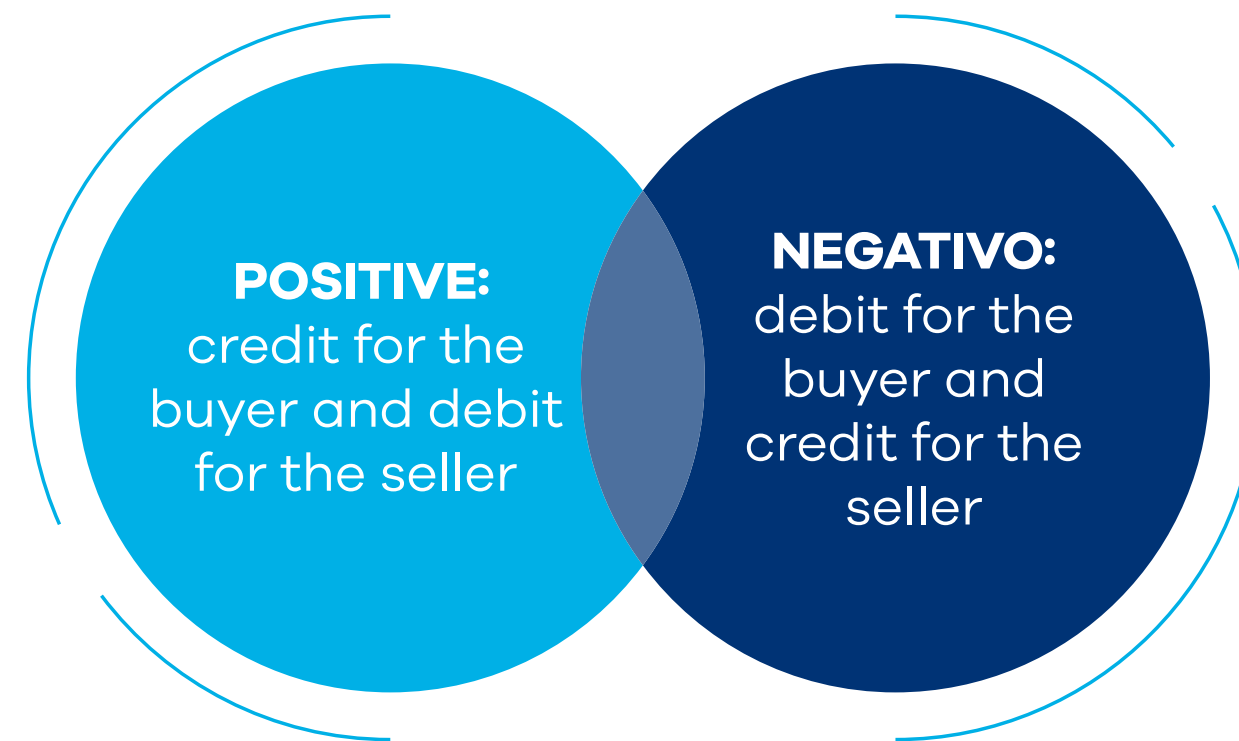 POSITIVE:
credit for the
buyer and debit
for the seller
NEGATIVO:
debit for the
buyer and
credit for the
seller